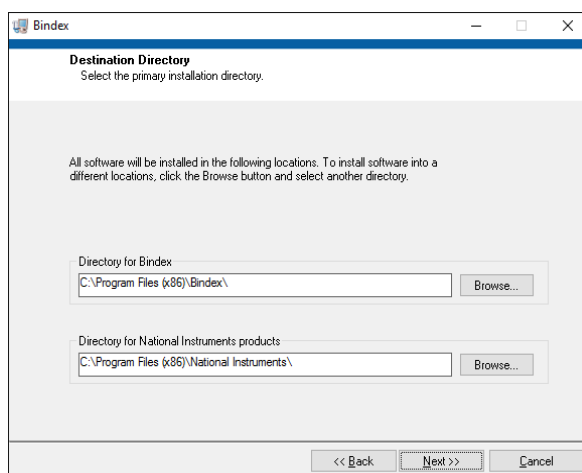 Bindex
Destination Directory
Select the primary installation directory.
All software will be installed in the following locations. To install software into a
different locations, click the Browse button and select another directory.
Directory for Bindex
C:\Program Files (x86)\Bindex\
Browse...
Directory for National Instruments products
C:\Program Files (x86)\National Instruments\
Browse...
<< Back
Next >>
Cancel